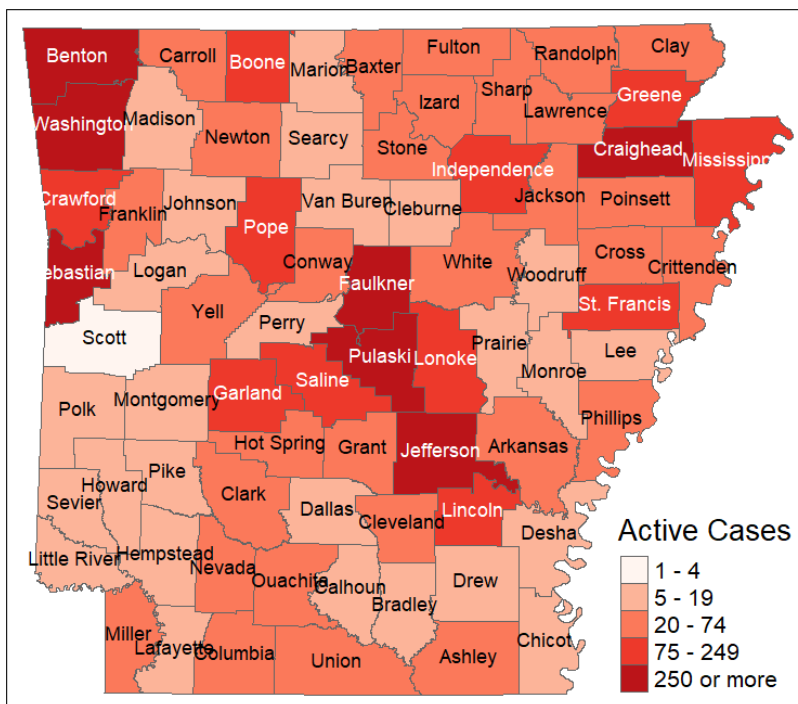 Benton
Carroll
Boone
Marion
Baxter
Fulton
Randolph
Clay
Izard
Sharp
Lawrence
Greene
Washington
Madison
Newton
Searcy
Stone
Independence
Craighead
Mississippi
Crawford
Franklin
Johnson
Pope
Van Buren
Cleburne
Jackson
Poinsett
ebastian
Logan
Conway
Faulkner
White
Woodruff
Cross
Crittenden
Scott
Yell
Perry
Pulaski
Lonoke
Prairie
Monroe
St. Francis
Lee
Polk
Montgomery
Garland
Saline
Phillips
Hot Spring
Grant
Jefferson
Arkansas
Sevier
Howard
Pike
Clark
Dallas
Cleveland
Lincoln
Desha
Little River
Hempstead
Nevada
Ouachita
Calhoun
Bradley
Drew
Miller
Lafayette
Columbia
Union
Ashley
Chicot
Active Cases
1 - 4
5 - 19
20 - 74
75 - 249
250 or more